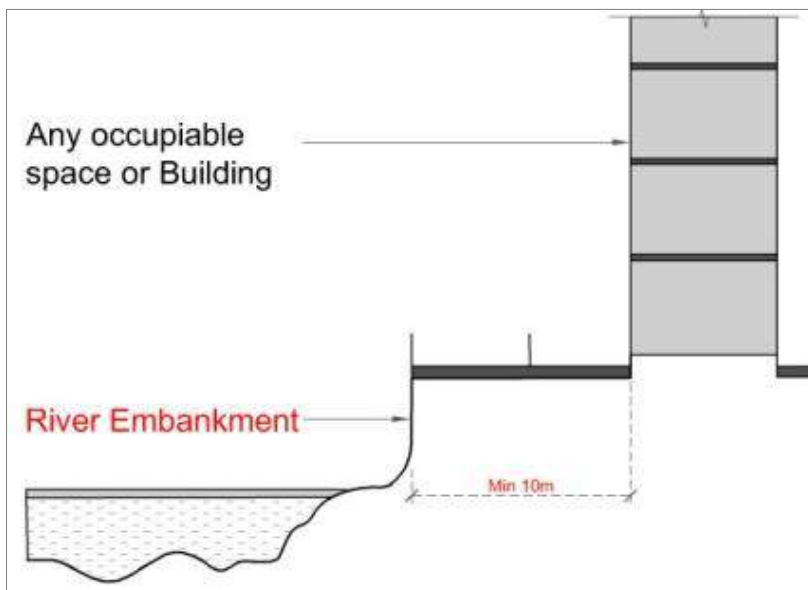 Any occupiable
space or Building
River Embankment
Min 10m